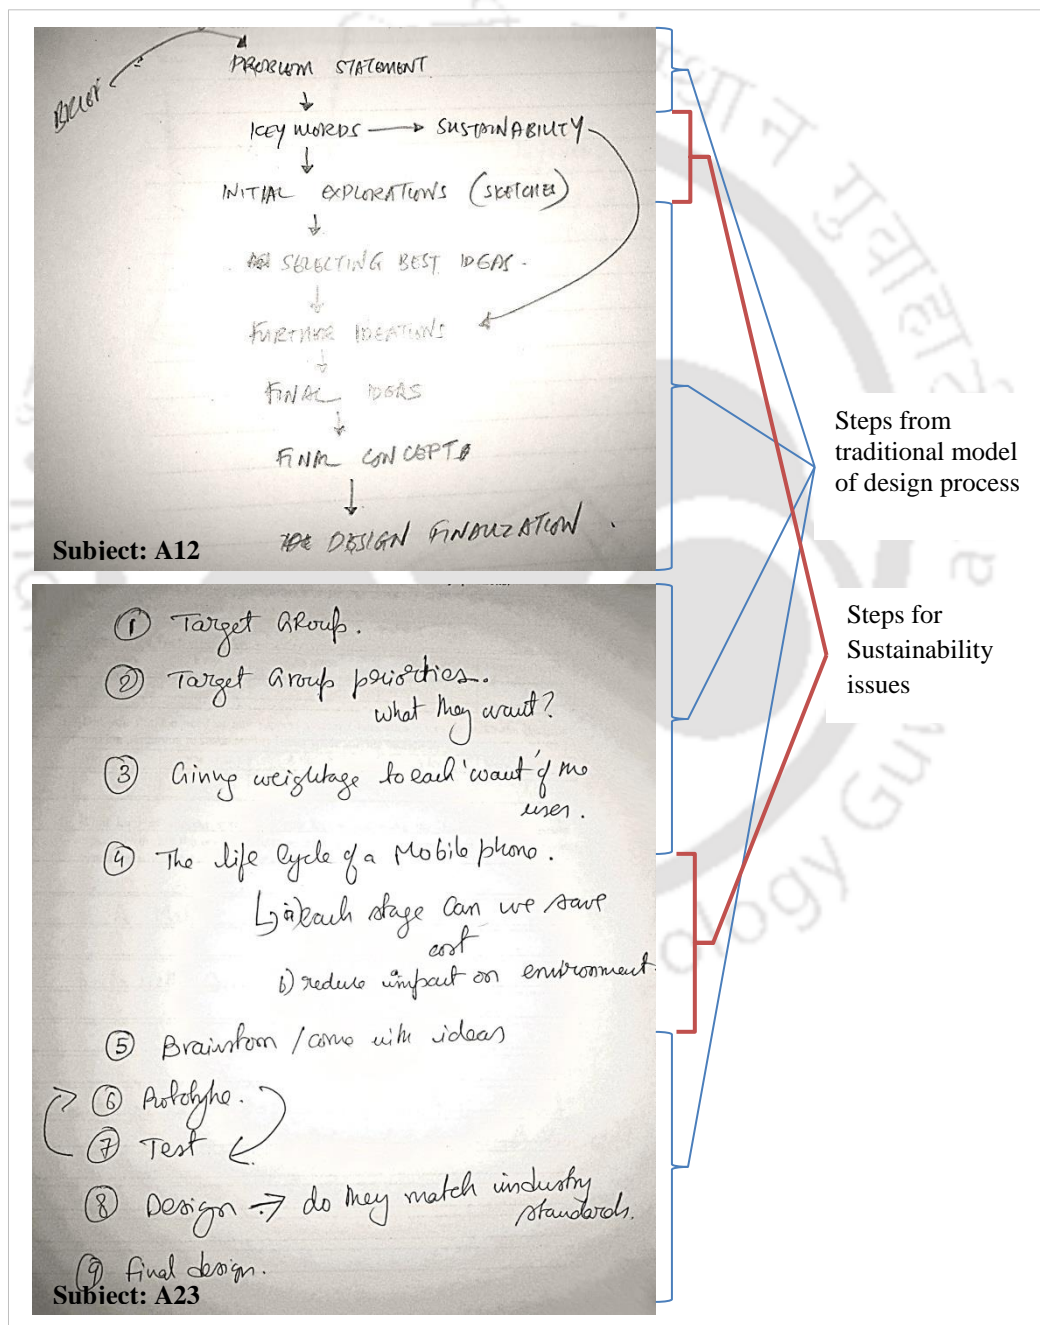 BRIEF
PROBLEM STATEMENT
KEY WORDS → SUSTAINABILITY
INITIAL EXPLORATIONS (SKETCHES)
SELECTING BEST IDEAS.
FURTHER IDEATIONS
FINAL IDEAS
FINAL CONCEPT
DESIGN FINALIZATION.
Subject: A12
① Target GRoup.
② Target Group priorties.
what they want?
③ Giving weightage to each 'want' of the
user.
④ The life Cycle of a Mobile phone.
a) each stage Can we save
cost
b) reduce impact on environment.
⑤ Brainstorm / come with ideas
⑥ Prototype.
⑦ Test
⑧ Design → do they match industry
standards.
⑨ final design.
Subject: A23
Steps from
traditional model
of design process
Steps for
Sustainability
issues